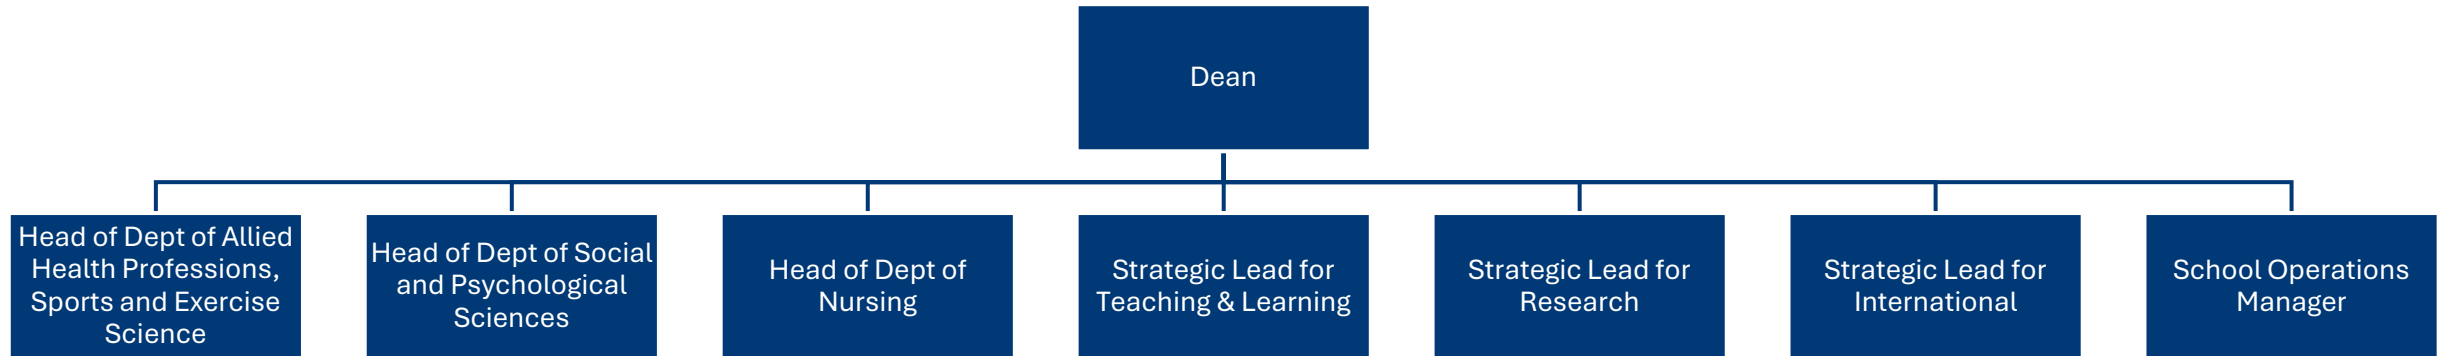 Dean
Head of Dept of Allied
Health Professions,
Sports and Exercise
Science
Head of Dept of Social
and Psychological
Sciences
Head of Dept of
Nursing
Strategic Lead for
Teaching & Learning
Strategic Lead for
Research
Strategic Lead for
International
School Operations
Manager